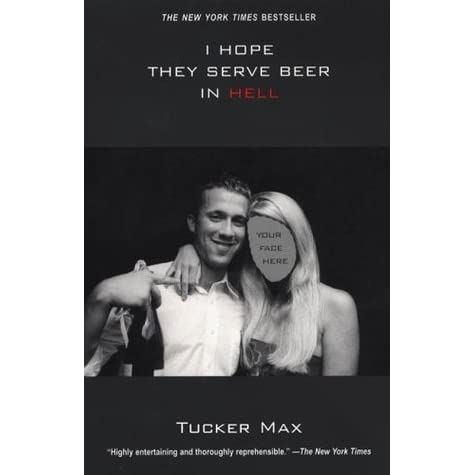 THE NEW YORK TIMES BESTSELLER
I HOPE
THEY SERVE BEER
IN HELL
YOUR
FACE
HERE
TUCKER MAX
"Highly entertaining and thoroughly reprehensible." —The New York Times